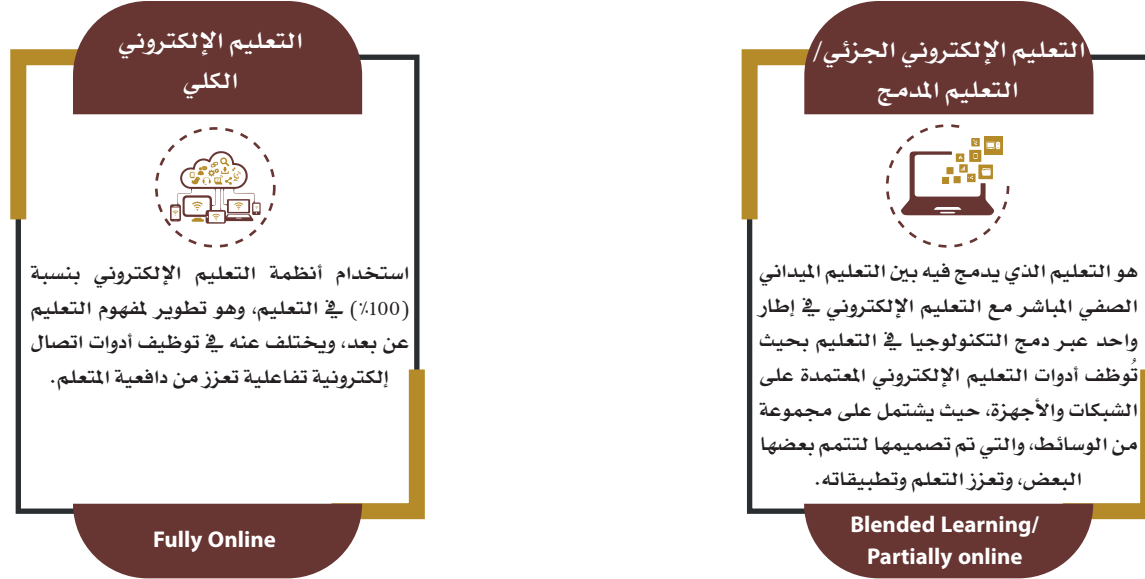 التعليم الإلكتروني الجزئي/
التعليم المدمج
هو التعليم الذي يدمج فيه بين التعليم الميداني
الصفي المباشر مع التعليم الإلكتروني في إطار
واحد عبر دمج التكنولوجيا في التعليم بحيث
تُوظف أدوات التعليم الإلكتروني المعتمدة على
الشبكات والأجهزة، حيث يشتمل على مجموعة
من الوسائط، والتي تم تصميمها لتتمم بعضها
البعض، وتعزز التعلم وتطبيقاته.
Blended Learning/
Partially online
التعليم الإلكتروني
الكلي
استخدام أنظمة التعليم الإلكتروني بنسبة
(100٪) في التعليم، وهو تطوير لمفهوم التعليم
عن بعد، ويختلف عنه في توظيف أدوات اتصال
إلكترونية تفاعلية تعزز من دافعية المتعلم.
Fully Online